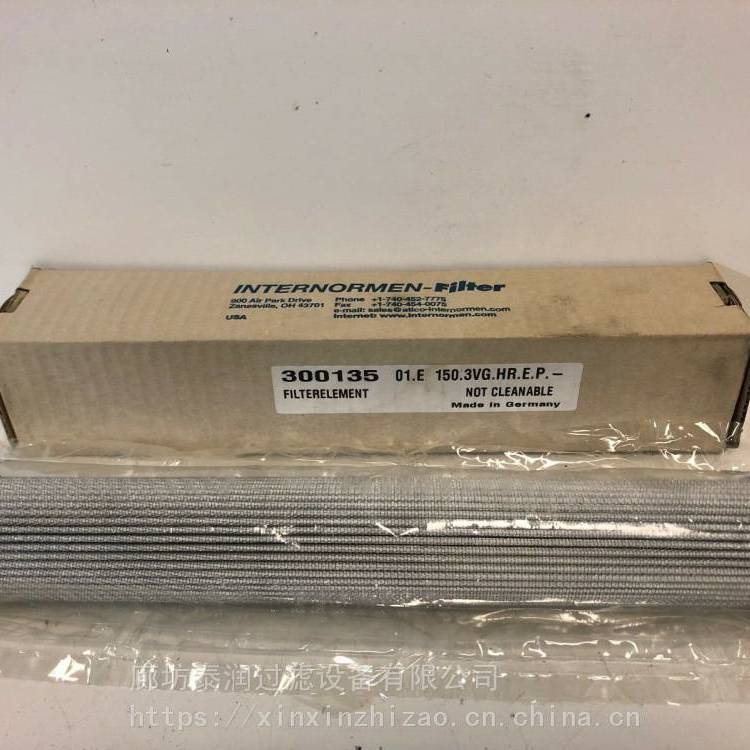 INTERNORMEN-Filter
900 Air Park Drive Phone +1-740-452-7775
Zanesville, OH 43701 Fax +1-740-454-0075
e-mail: sales@atico-internormen.com
USA Internet: www.internormen.com
300135 01.E 150.3VG.HR.E.P.-
FILTERELEMENT NOT CLEANABLE
Made in Germany
廊坊泰润过滤设备有限公司
https://xinxinzhizao.cn.china.cn/